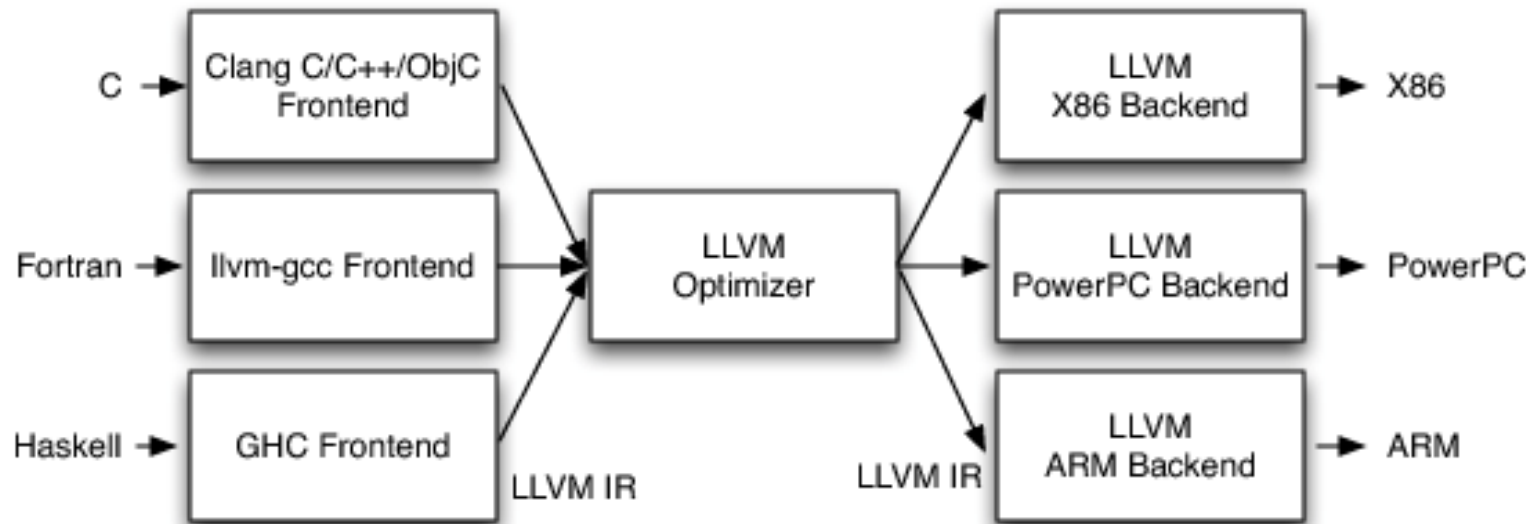 C
Clang C/C++/ObjC
Frontend
LLVM
X86 Backend
X86
Fortran
llvm-gcc Frontend
LLVM
Optimizer
LLVM
PowerPC Backend
PowerPC
Haskell
GHC Frontend
LLVM IR
LLVM IR
LLVM
ARM Backend
ARM